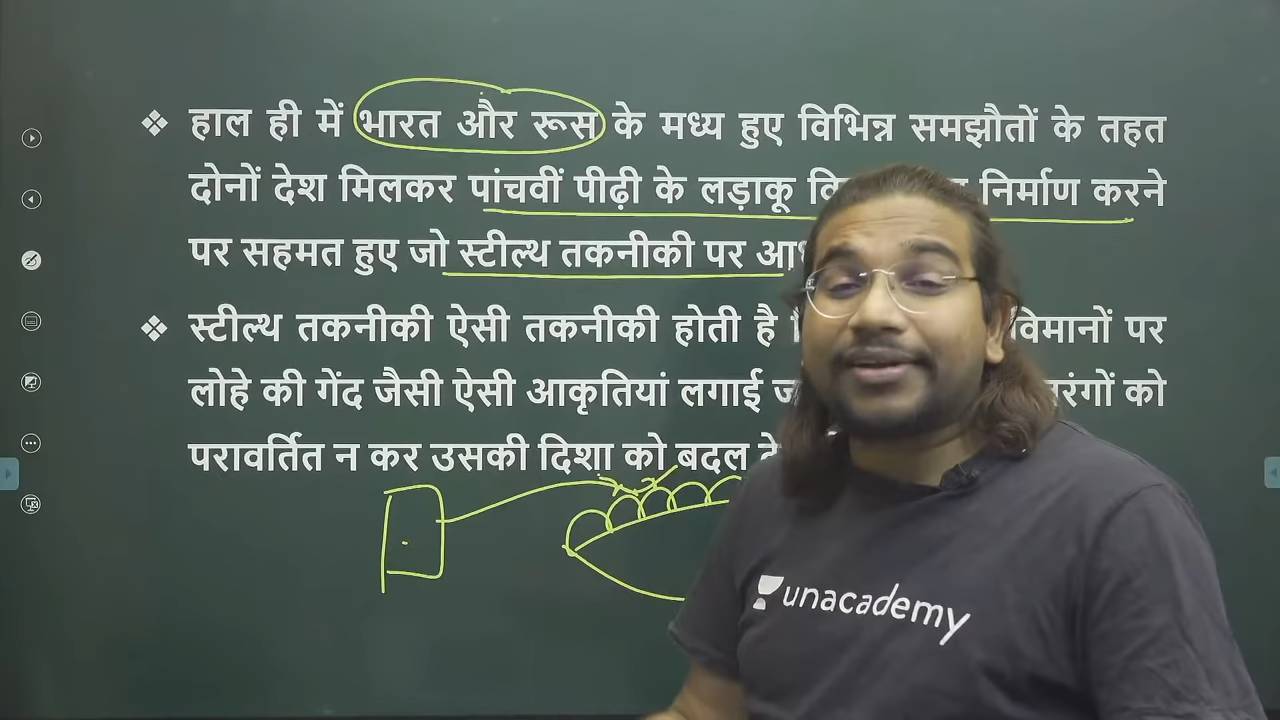 ❖ हाल ही में भारत और रूस के मध्य हुए विभिन्न समझौतों के तहत
दोनों देश मिलकर पांचवीं पीढ़ी के लड़ाकू निर्माण करने
पर सहमत हुए जो स्टील्थ तकनीकी पर
❖ स्टील्थ तकनीकी ऐसी तकनीकी होती है विमानों पर
लोहे की गेंद जैसी ऐसी आकृतियां लगाई तरंगों को
परावर्तित न कर उसकी दिशा को बदल
unacademy